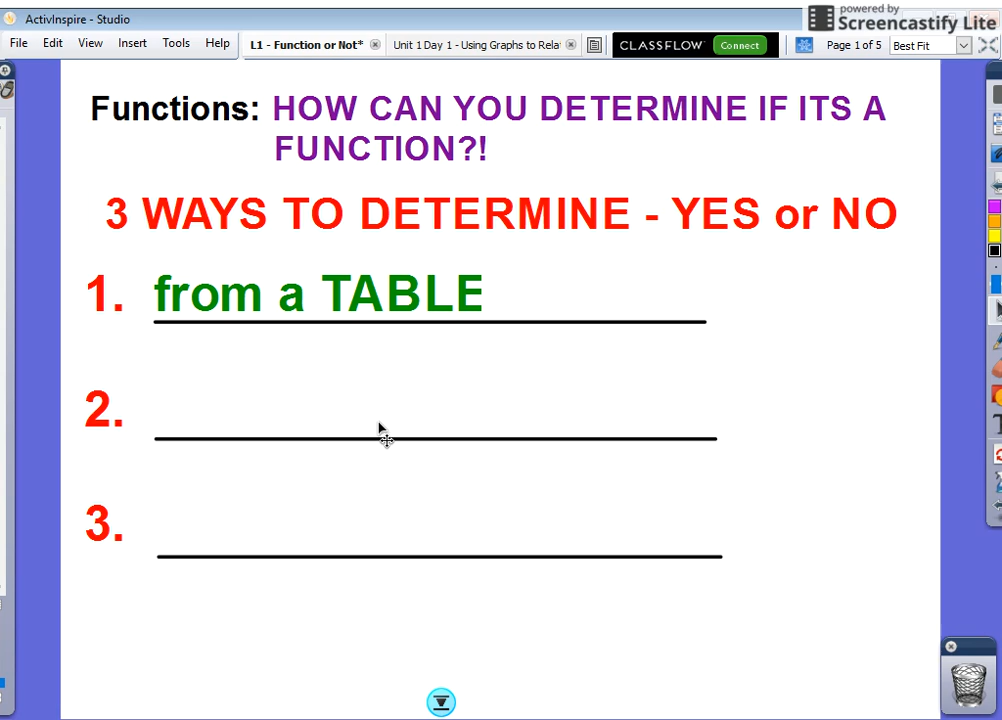 ActivInspire - Studio
powered by
Screencastify Lite
File Edit View Insert Tools Help
L1 - Function or Not*
Unit 1 Day 1 - Using Graphs to Rela
CLASSFLOW Connect
Page 1 of 5
Best Fit
Functions: HOW CAN YOU DETERMINE IF ITS A
FUNCTION?!
3 WAYS TO DETERMINE - YES or NO
1. from a TABLE
2.
3.